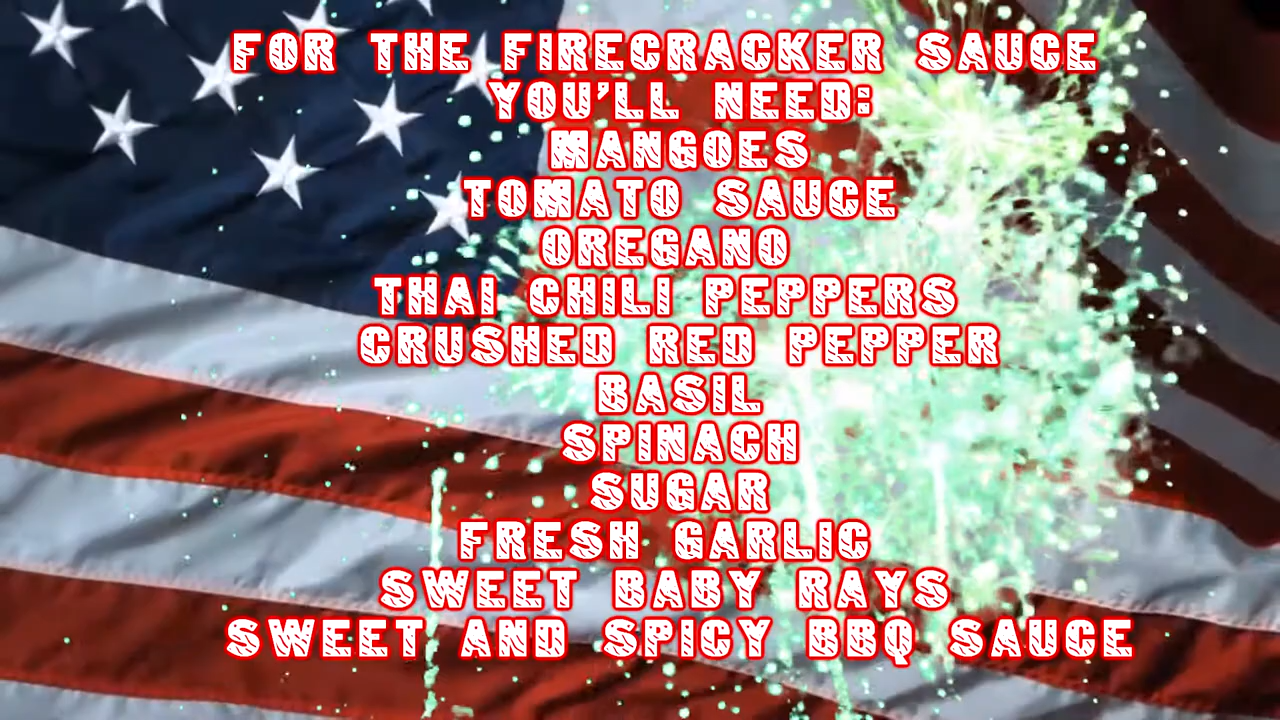 FOR THE FIRECRACKER SAUCE
YOU'LL NEED:
MANGOES
TOMATO SAUCE
OREGANO
THAI CHILI PEPPERS
CRUSHED RED PEPPER
BASIL
SPINACH
SUGAR
FRESH GARLIC
SWEET BABY RAYS
SWEET AND SPICY BBQ SAUCE